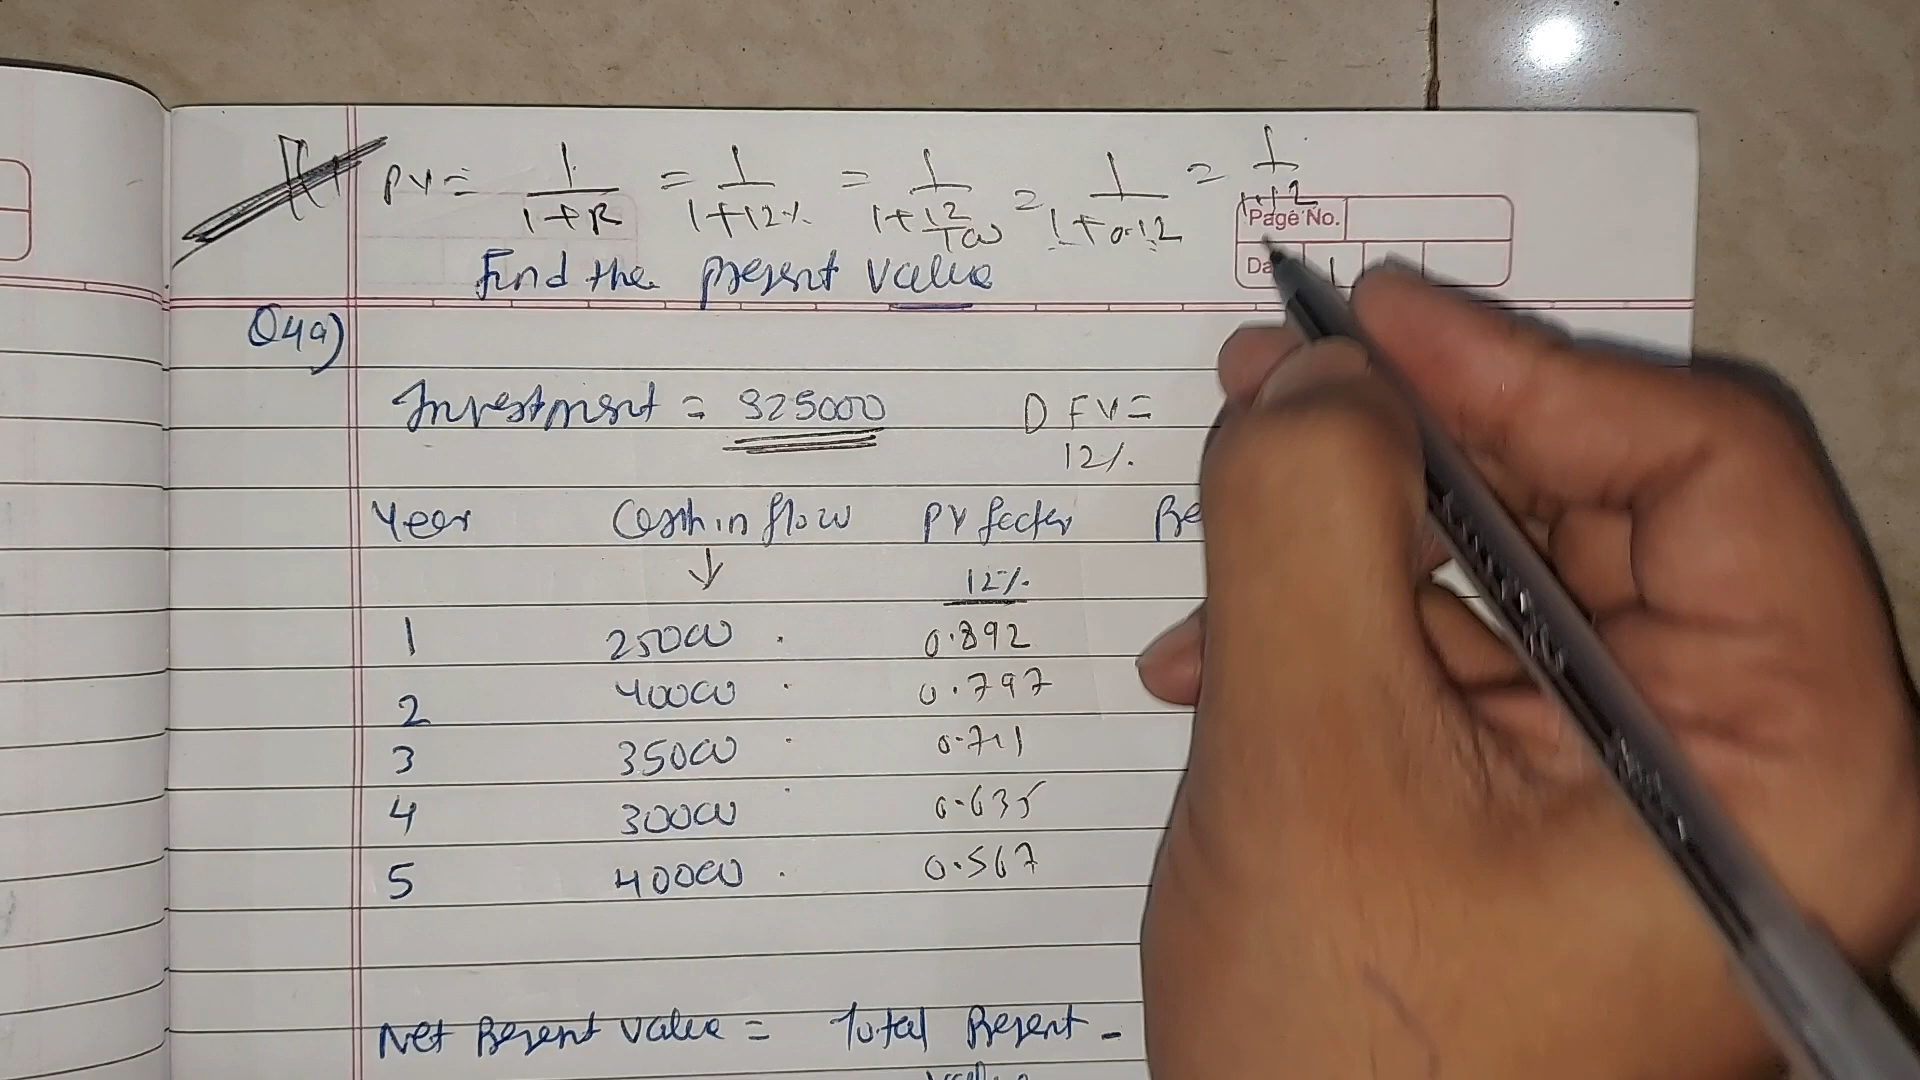 PV = 1/1+R = 1/1+12% = 1/1+12/100 = 1/1+0.12 = 1/1.12
Page No.
Find the present value
Q4a)
Investment = 325000 DFV =
12%.
Year Cash in flow PV factor
12%
1 25000 0.892
2 40000 0.797
3 35000 0.711
4 30000 0.635
5 40000 0.567
Net Present value = Total Present -
value